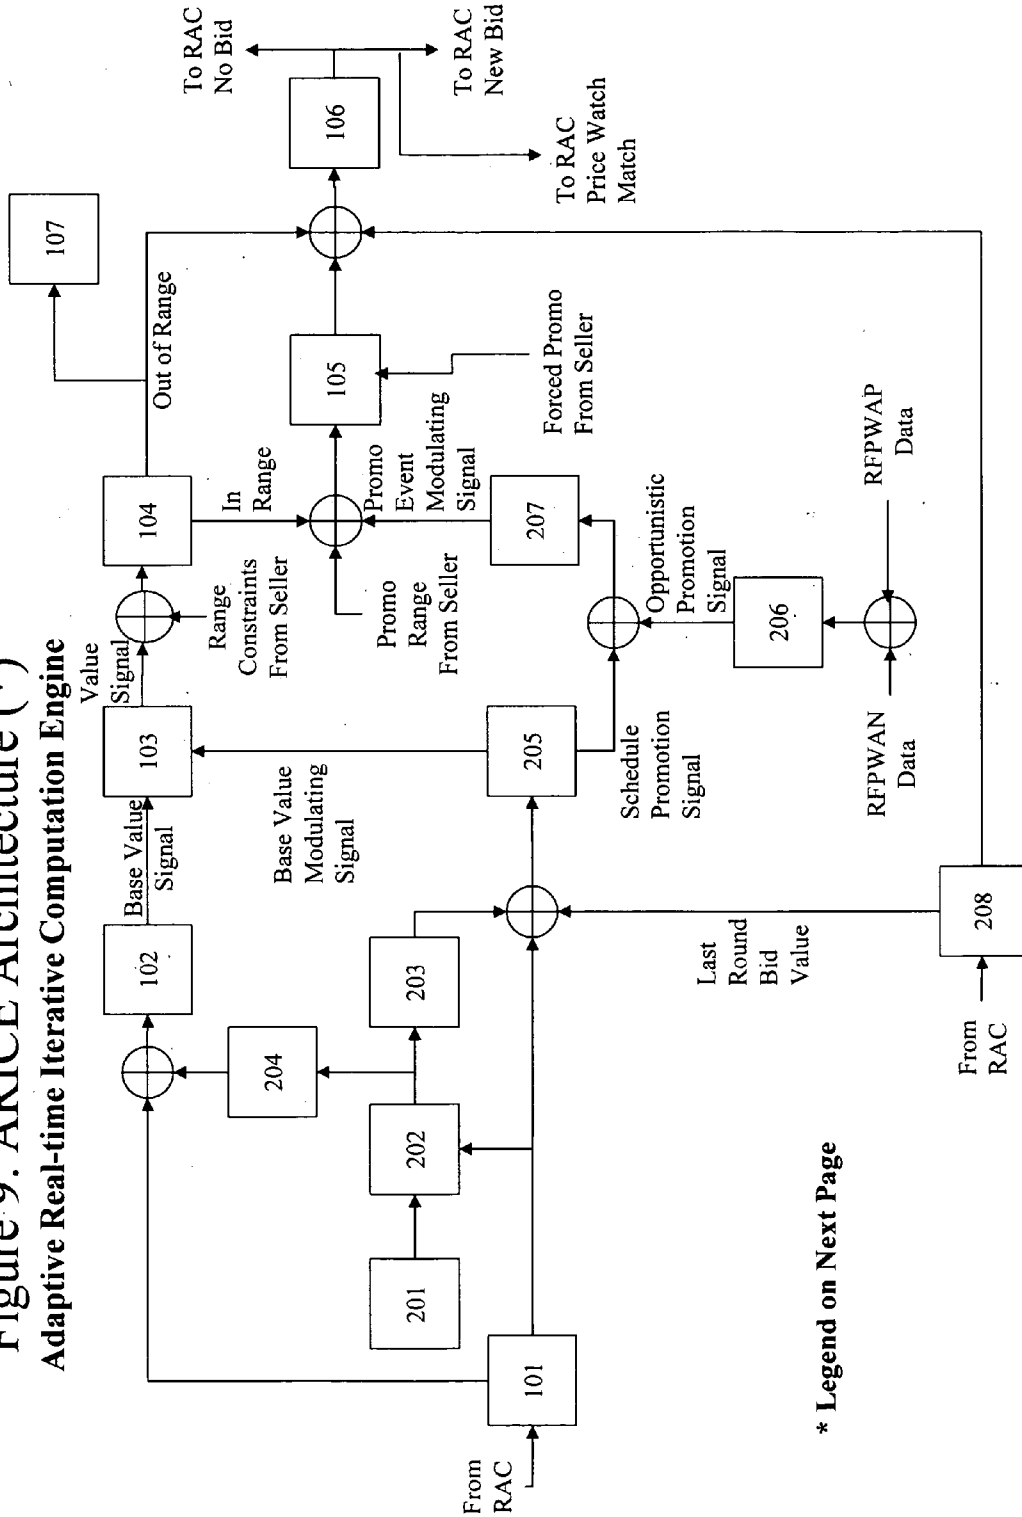 Figure 9: ARICE Architecture (*)
Adaptive Real-time Iterative Computation Engine
From
RAC
101
201
202
204
203
102
Base Value
Signal
103
Value
Signal
Range
Constraints
From Seller
104
Out of Range
107
In
Range
Promo
Range
From Seller
Promo
Event
Modulating
Signal
105
Forced Promo
From Seller
106
To RAC
No Bid
To RAC
New Bid
To RAC
Price Watch
Match
Base Value
Modulating
Signal
205
Schedule
Promotion
Signal
207
Opportunistic
Promotion
Signal
206
RFPWAN
Data
RFPWAP
Data
Last
Round
Bid
Value
208
From
RAC
* Legend on Next Page